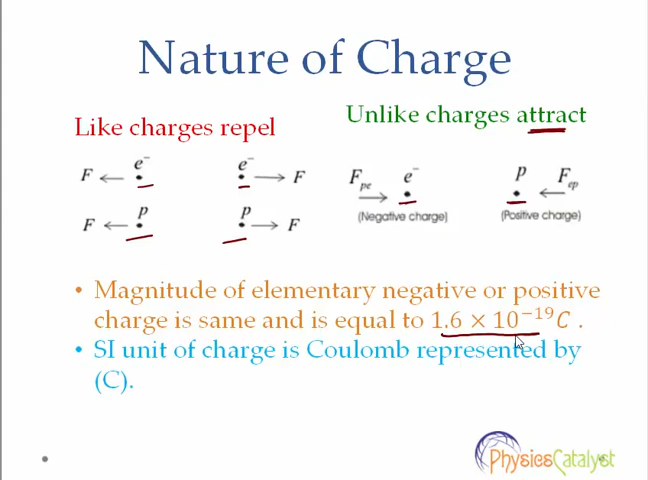 Nature of Charge
Like charges repel
Unlike charges attract
F e⁻ e⁻ F
F p p F
F_pe e⁻ p F_ep
(Negative charge) (Positive charge)
• Magnitude of elementary negative or positive
charge is same and is equal to 1.6 × 10⁻¹⁹C .
• SI unit of charge is Coulomb represented by
(C).
PhysicsCatalyst